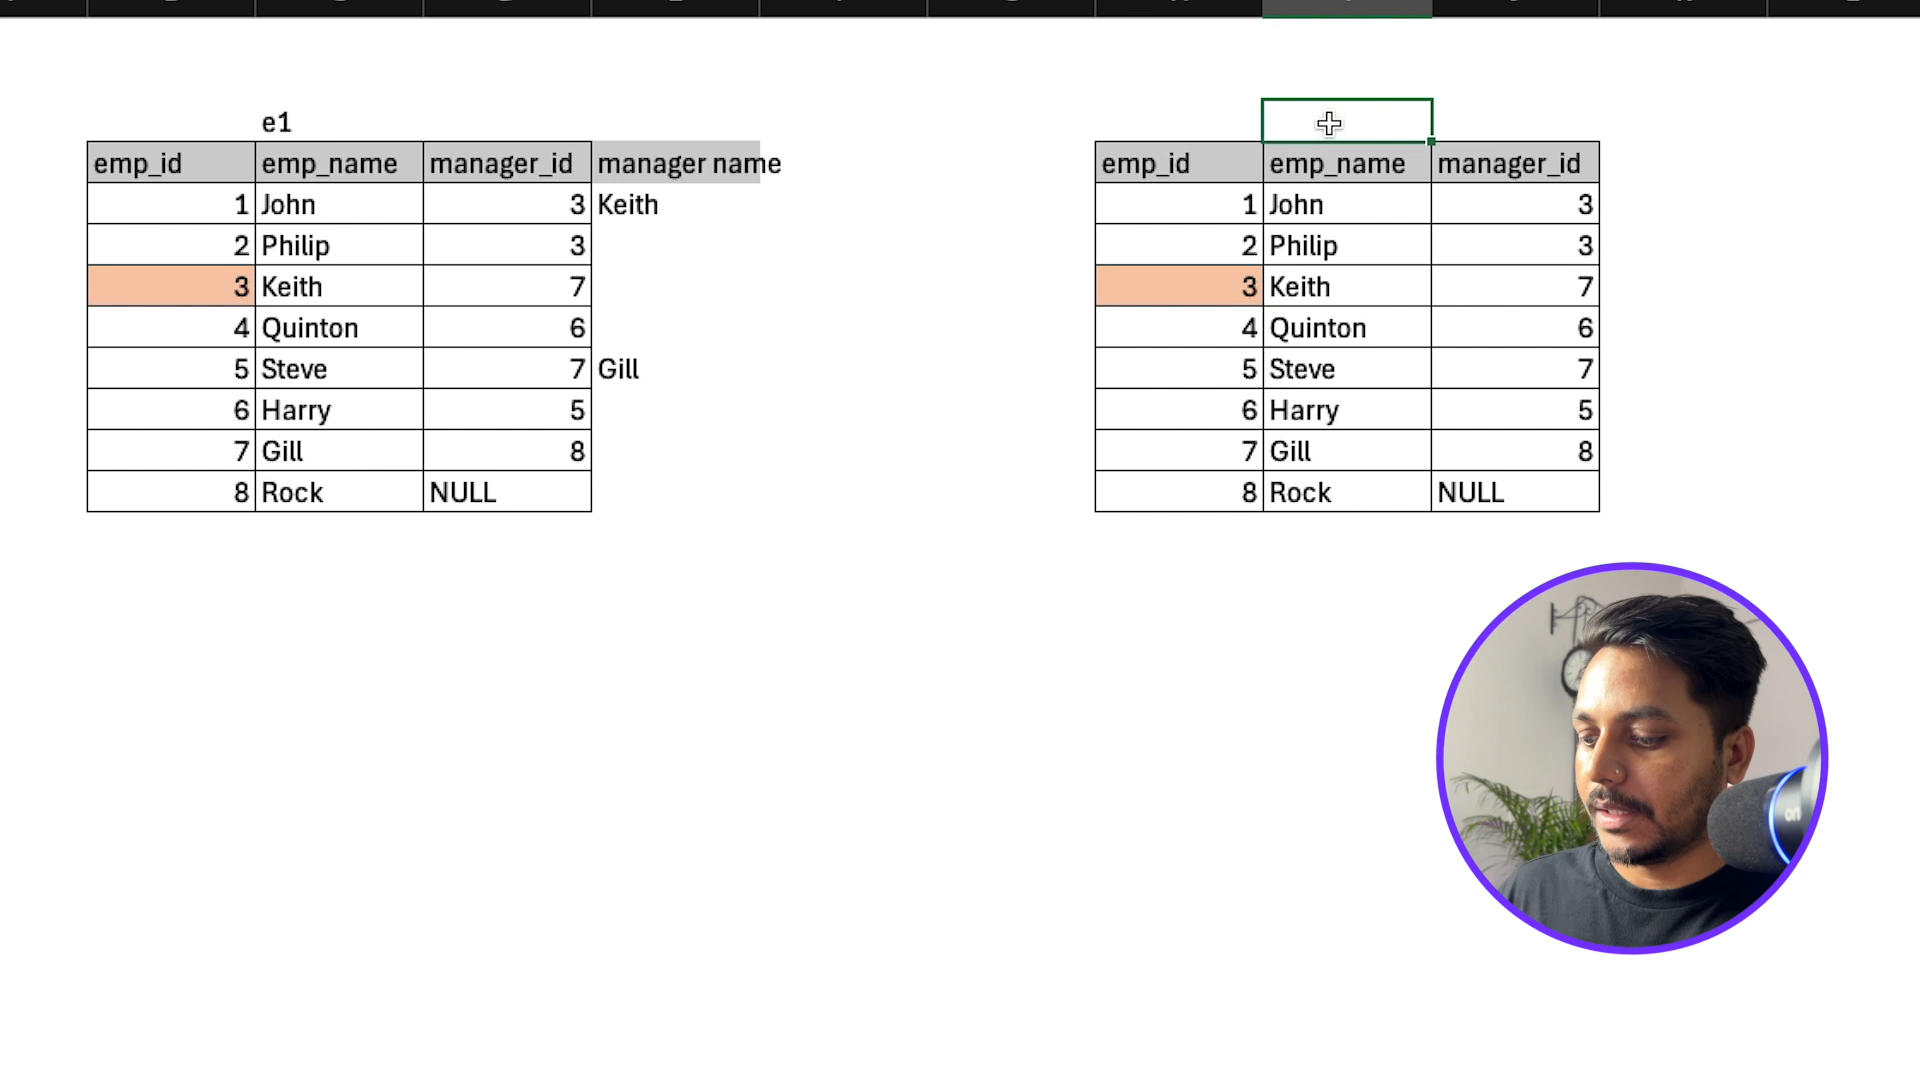 e1
emp_id emp_name manager_id manager name
1 John 3 Keith
2 Philip 3
3 Keith 7
4 Quinton 6
5 Steve 7 Gill
6 Harry 5
7 Gill 8
8 Rock NULL
emp_id emp_name manager_id
1 John 3
2 Philip 3
3 Keith 7
4 Quinton 6
5 Steve 7
6 Harry 5
7 Gill 8
8 Rock NULL
on